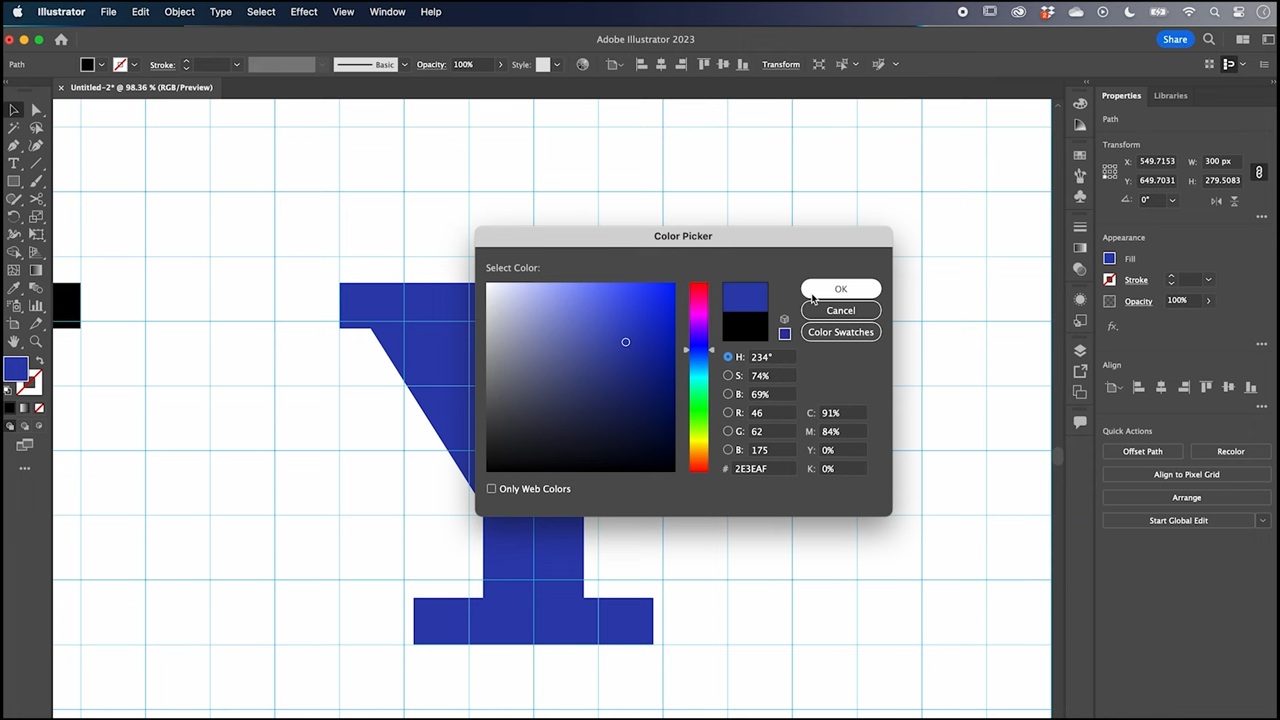 Illustrator File Edit Object Type Select Effect View Window Help
Adobe Illustrator 2023 Share
Path Stroke: Basic Opacity: 100% Style: Transform
× Untitled-2* @ 98.36 % (RGB/Preview)
Properties Libraries
Path
Transform
X: 549.7153 W: 300 px
Y: 649.7031 H: 279.5083
0°
Appearance
Fill
Stroke
Opacity 100%
fx.
Align
Quick Actions
Offset Path Recolor
Align to Pixel Grid
Arrange
Start Global Edit
Color Picker
Select Color:
OK
Cancel
Color Swatches
H: 234°
S: 74%
B: 69%
R: 46 C: 91%
G: 62 M: 84%
B: 175 Y: 0%
# 2E3EAF K: 0%
Only Web Colors